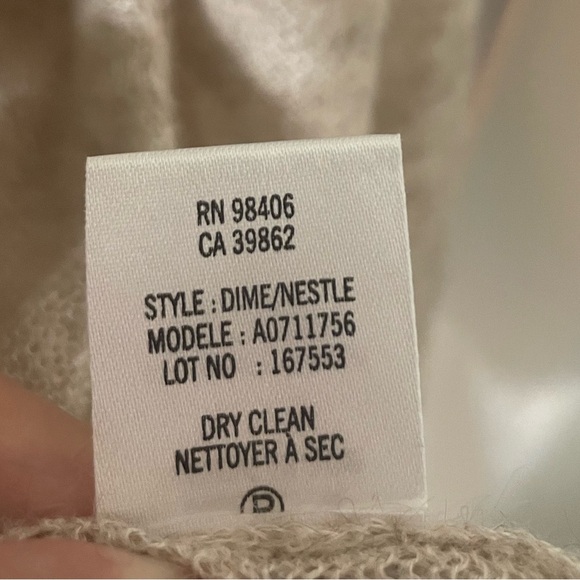 RN 98406
CA 39862
STYLE : DIME/NESTLE
MODELE : A0711756
LOT NO : 167553
DRY CLEAN
NETTOYER À SEC
P